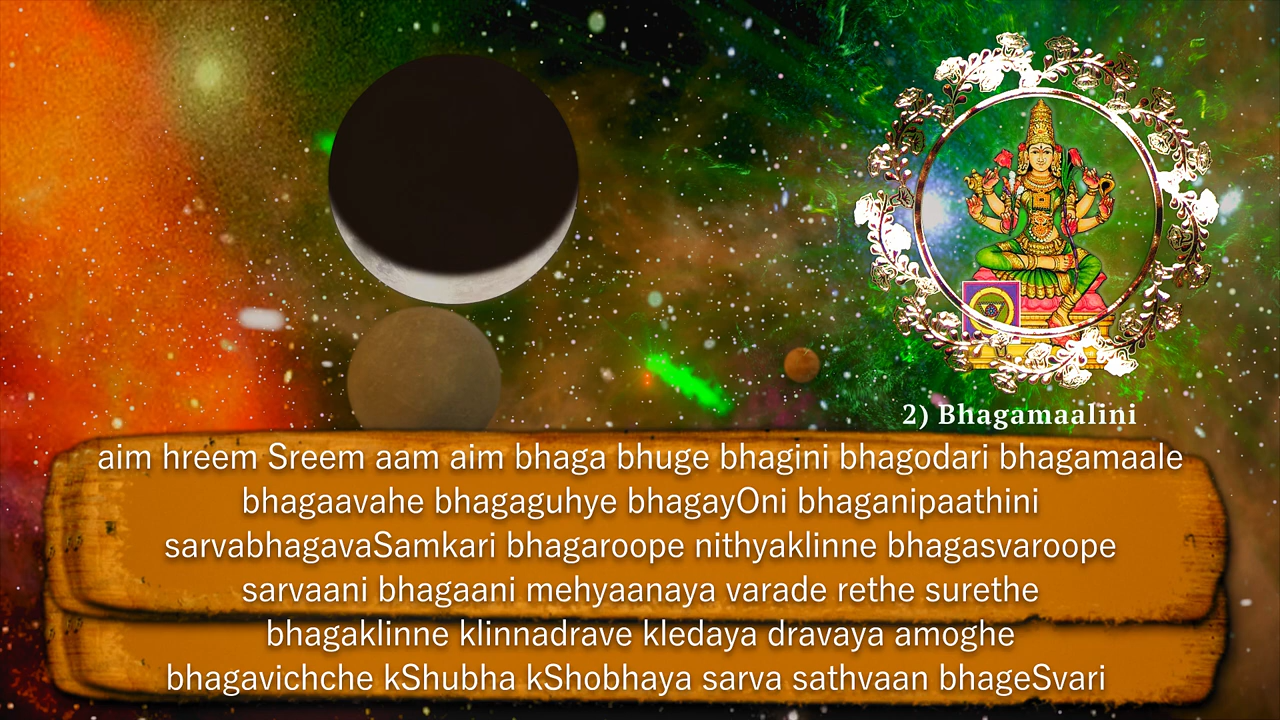 2) Bhagamaalini
aim hreem Sreem aam aim bhaga bhuge bhagini bhagodari bhagamaale
bhagaavahe bhagaguhye bhagayOni bhaganipaathini
sarvabhagavaSamkari bhagaroope nithyaklinne bhagasvaroope
sarvaani bhagaani mehyaanaya varade rethe surethe
bhagaklinne klinnadrave kledaya dravaya amoghe
bhagavichche kShubha kShobhaya sarva sathvaan bhageSvari